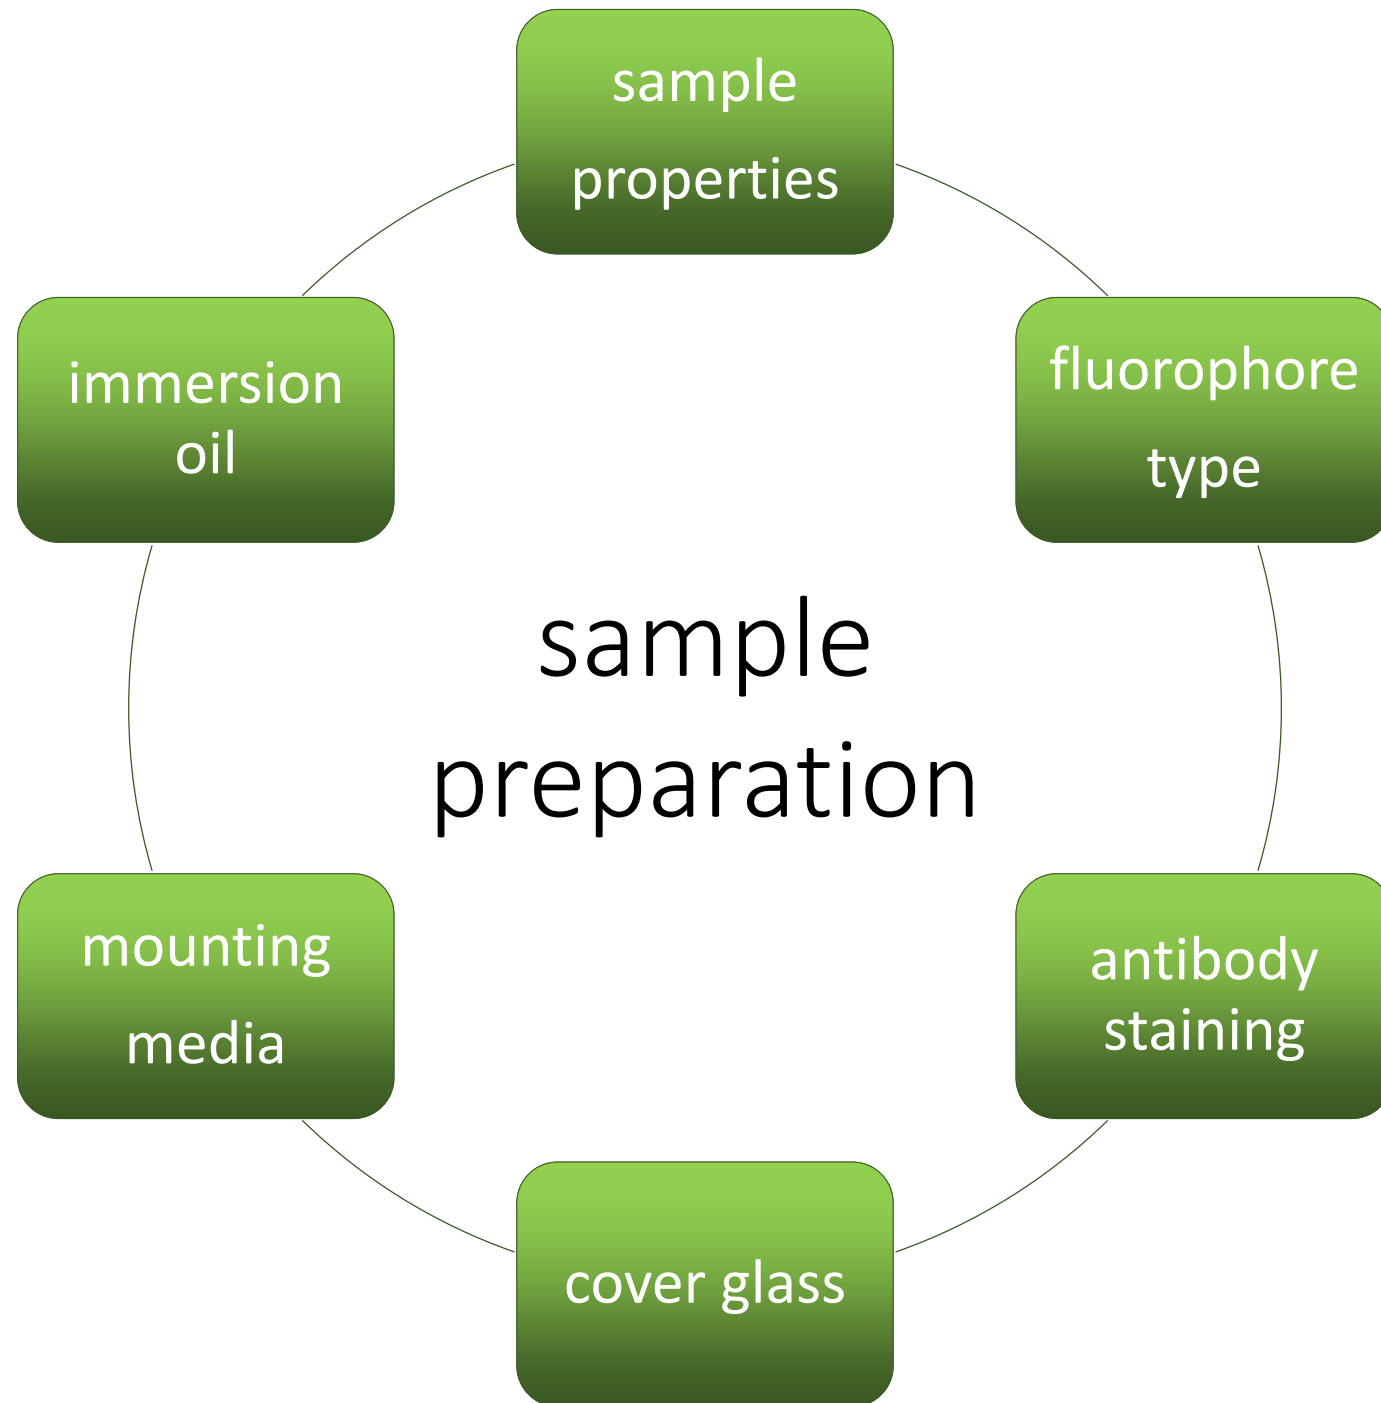 sample
properties
fluorophore
type
antibody
staining
cover glass
mounting
media
immersion
oil
sample
preparation